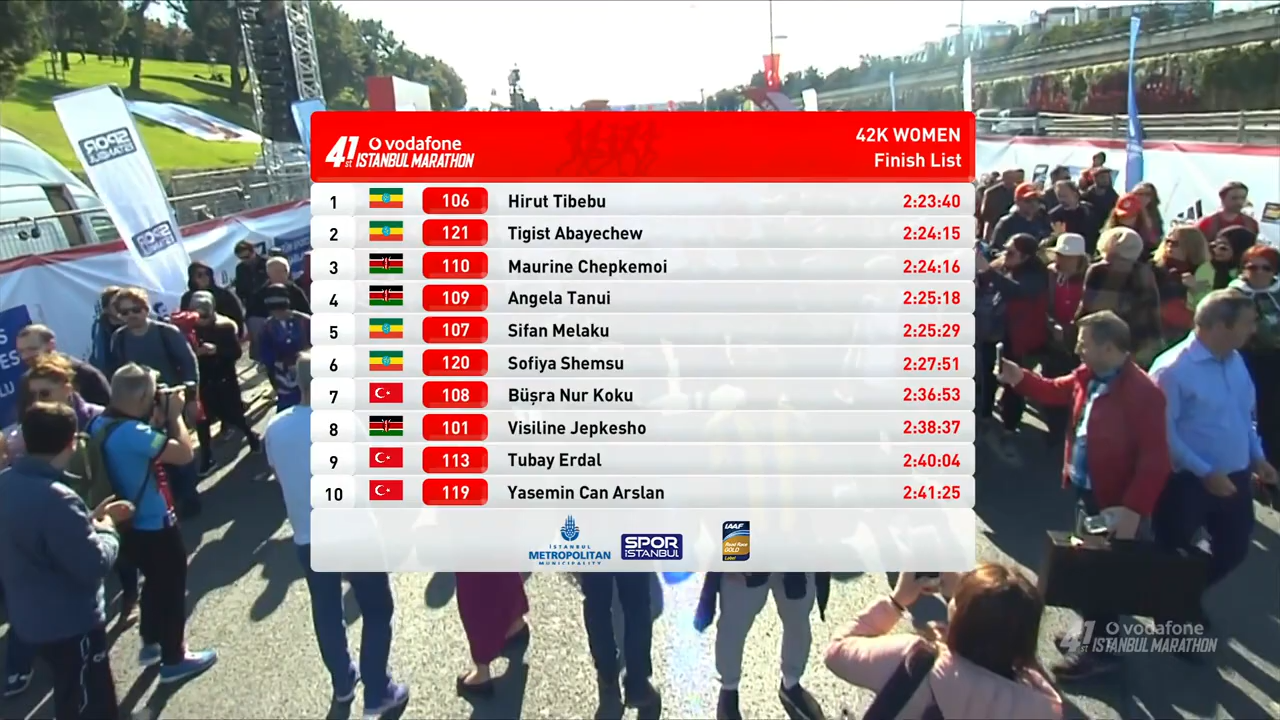 41st vodafone
ISTANBUL MARATHON
42K WOMEN
Finish List
1 106 Hirut Tibebu 2:23:40
2 121 Tigist Abayechew 2:24:15
3 110 Maurine Chepkemoi 2:24:16
4 109 Angela Tanui 2:25:18
5 107 Sifan Melaku 2:25:29
6 120 Sofiya Shemsu 2:27:51
7 108 Büşra Nur Koku 2:36:53
8 101 Visiline Jepkesho 2:38:37
9 113 Tubay Erdal 2:40:04
10 119 Yasemin Can Arslan 2:41:25
İSTANBUL
METROPOLITAN
MUNICIPALITY
SPOR
İSTANBUL
IAAF
Road Race
GOLD
Label
SPOR
İSTANBUL
SPOR
İSTANBUL
41st vodafone
ISTANBUL MARATHON